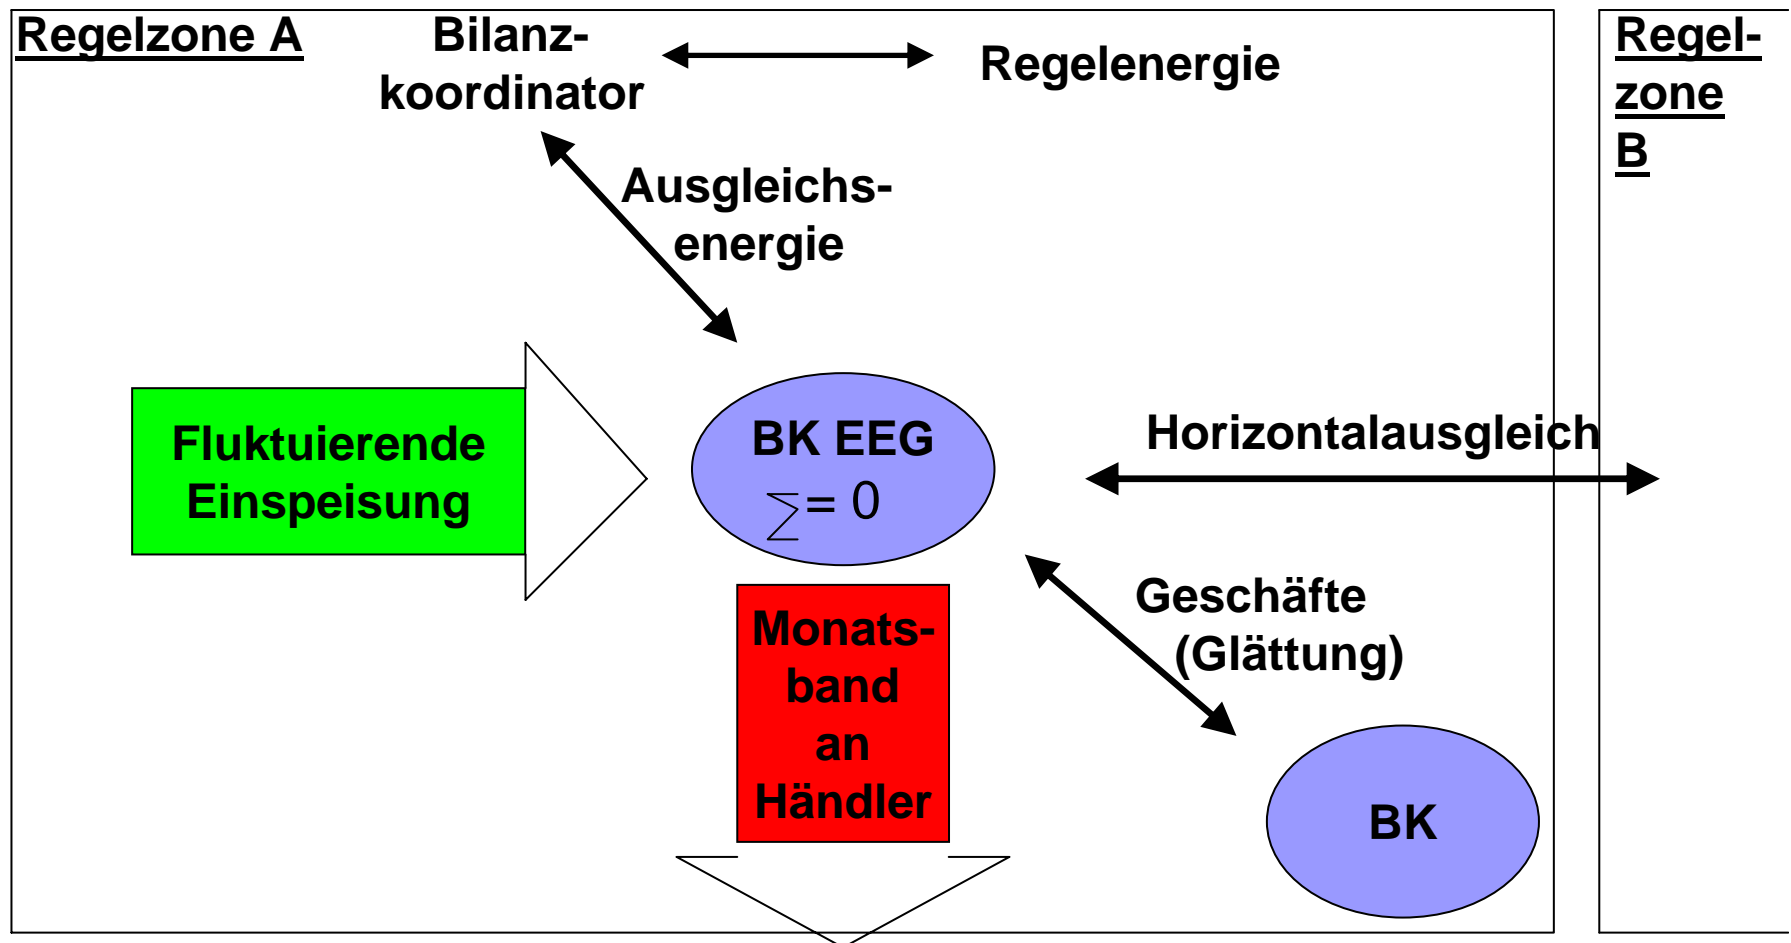 Regelzone A
Bilanz-
koordinator
Regelenergie
Regel-
zone
B
Ausgleichs-
energie
Fluktuierende
Einspeisung
BK EEG
∑= 0
Horizontalausgleich
Geschäfte
(Glättung)
Monats-
band
an
Händler
BK